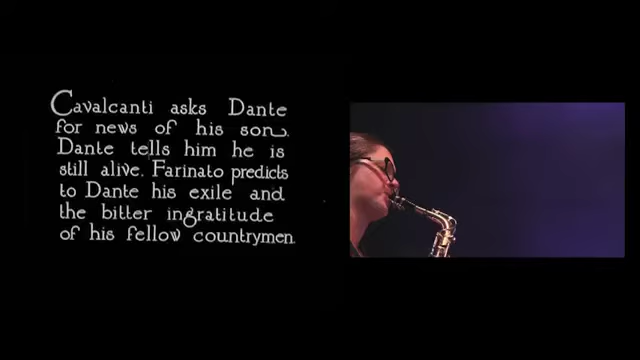 Cavalcanti asks Dante
for news of his son.
Dante tells him he is
still alive. Farinato predicts
to Dante his exile and
the bitter ingratitude
of his fellow countrymen.